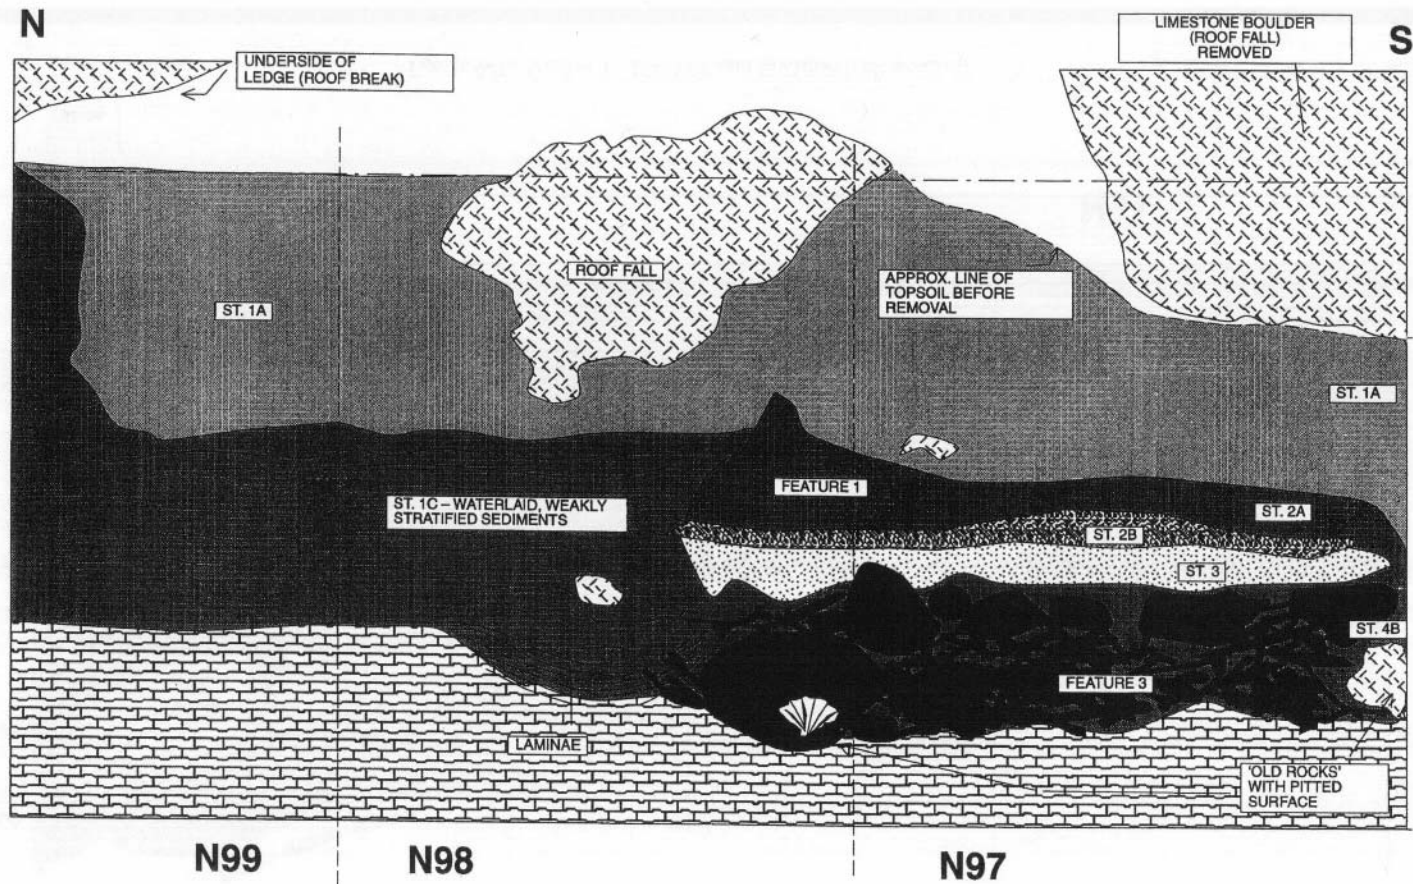 N
S
UNDERSIDE OF
LEDGE (ROOF BREAK)
LIMESTONE BOULDER
(ROOF FALL)
REMOVED
ROOF FALL
APPROX. LINE OF
TOPSOIL BEFORE
REMOVAL
ST. 1A
ST. 1A
FEATURE 1
ST. 1C – WATERLAID, WEAKLY
STRATIFIED SEDIMENTS
ST. 2A
ST. 2B
ST. 3
ST. 4B
FEATURE 3
LAMINAE
'OLD ROCKS'
WITH PITTED
SURFACE
N99
N98
N97